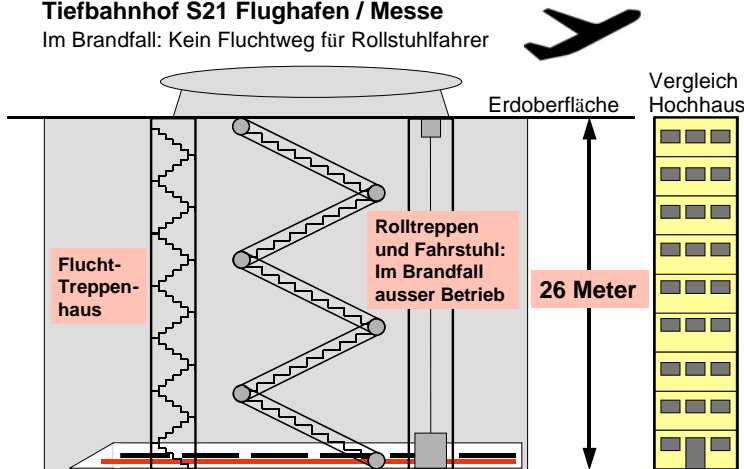 Tiefbahnhof S21 Flughafen / Messe
Im Brandfall: Kein Fluchtweg für Rollstuhlfahrer
Erdoberfläche
Vergleich
Hochhaus
Flucht-
Treppen-
haus
Rolltreppen
und Fahrstuhl:
Im Brandfall
ausser Betrieb
26 Meter